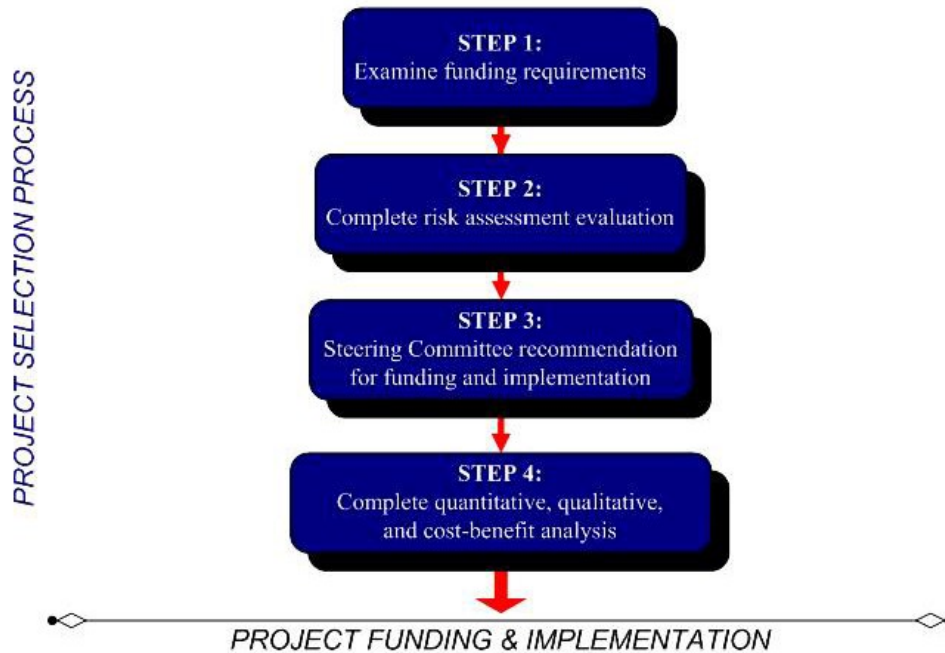 PROJECT SELECTION PROCESS
STEP 1:
Examine funding requirements
STEP 2:
Complete risk assessment evaluation
STEP 3:
Steering Committee recommendation
for funding and implementation
STEP 4:
Complete quantitative, qualitative,
and cost-benefit analysis
PROJECT FUNDING & IMPLEMENTATION